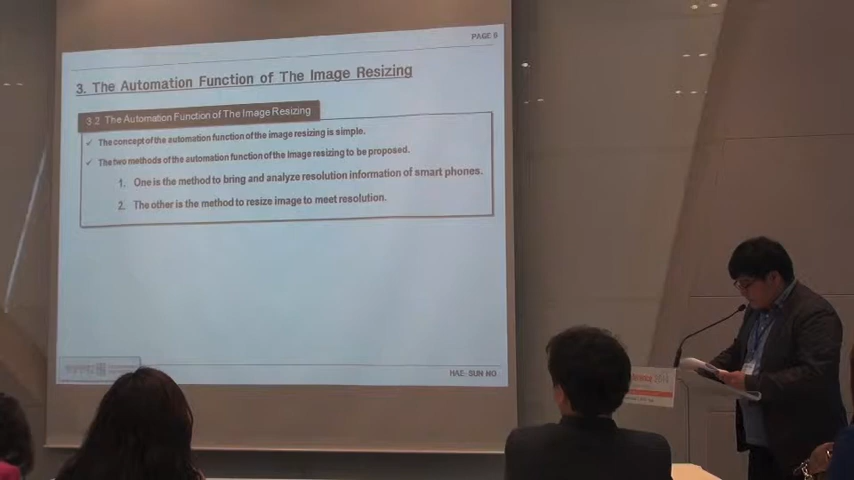 PAGE 6
3. The Automation Function of The Image Resizing
3.2 The Automation Function of The Image Resizing
✓ The concept of the automation function of the image resizing is simple.
✓ The two methods of the automation function of the image resizing to be proposed.
1. One is the method to bring and analyze resolution information of smart phones.
2. The other is the method to resize image to meet resolution.
HAE-SUN NO